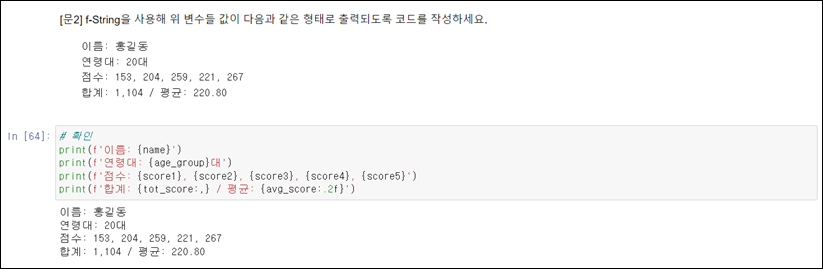 [문2] f-String을 사용해 위 변수들 값이 다음과 같은 형태로 출력되도록 코드를 작성하세요.
이름: 홍길동
연령대: 20대
점수: 153, 204, 259, 221, 267
합계: 1,104 / 평균: 220.80
In [64]: # 확인
print(f'이름: {name}')
print(f'연령대: {age_group}대')
print(f'점수: {score1}, {score2}, {score3}, {score4}, {score5}')
print(f'합계: {tot_score:,} / 평균: {avg_score:.2f}')
이름: 홍길동
연령대: 20대
점수: 153, 204, 259, 221, 267
합계: 1,104 / 평균: 220.80